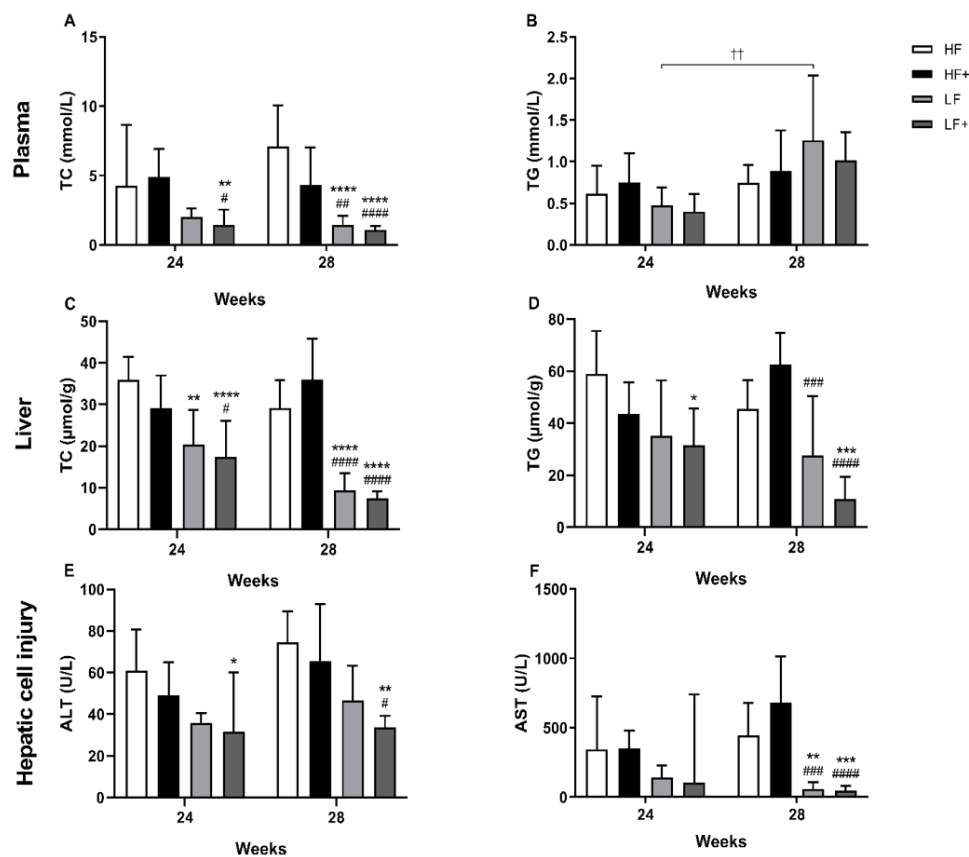 A
Plasma
TC (mmol/L)
15
10
5
0
**
#
****
##
****
####
24
28
Weeks
B
TG (mmol/L)
2.5
2.0
1.5
1.0
0.5
0.0
††
24
28
Weeks
HF
HF+
LF
LF+
C
Liver
TC (µmol/g)
50
40
30
20
10
0
**
****
#
****
####
****
####
24
28
Weeks
D
TG (µmol/g)
80
60
40
20
0
*
###
***
####
24
28
Weeks
E
Hepatic cell injury
ALT (U/L)
100
80
60
40
20
0
*
**
#
24
28
Weeks
F
AST (U/L)
1500
1000
500
0
**
###
***
####
24
28
Weeks